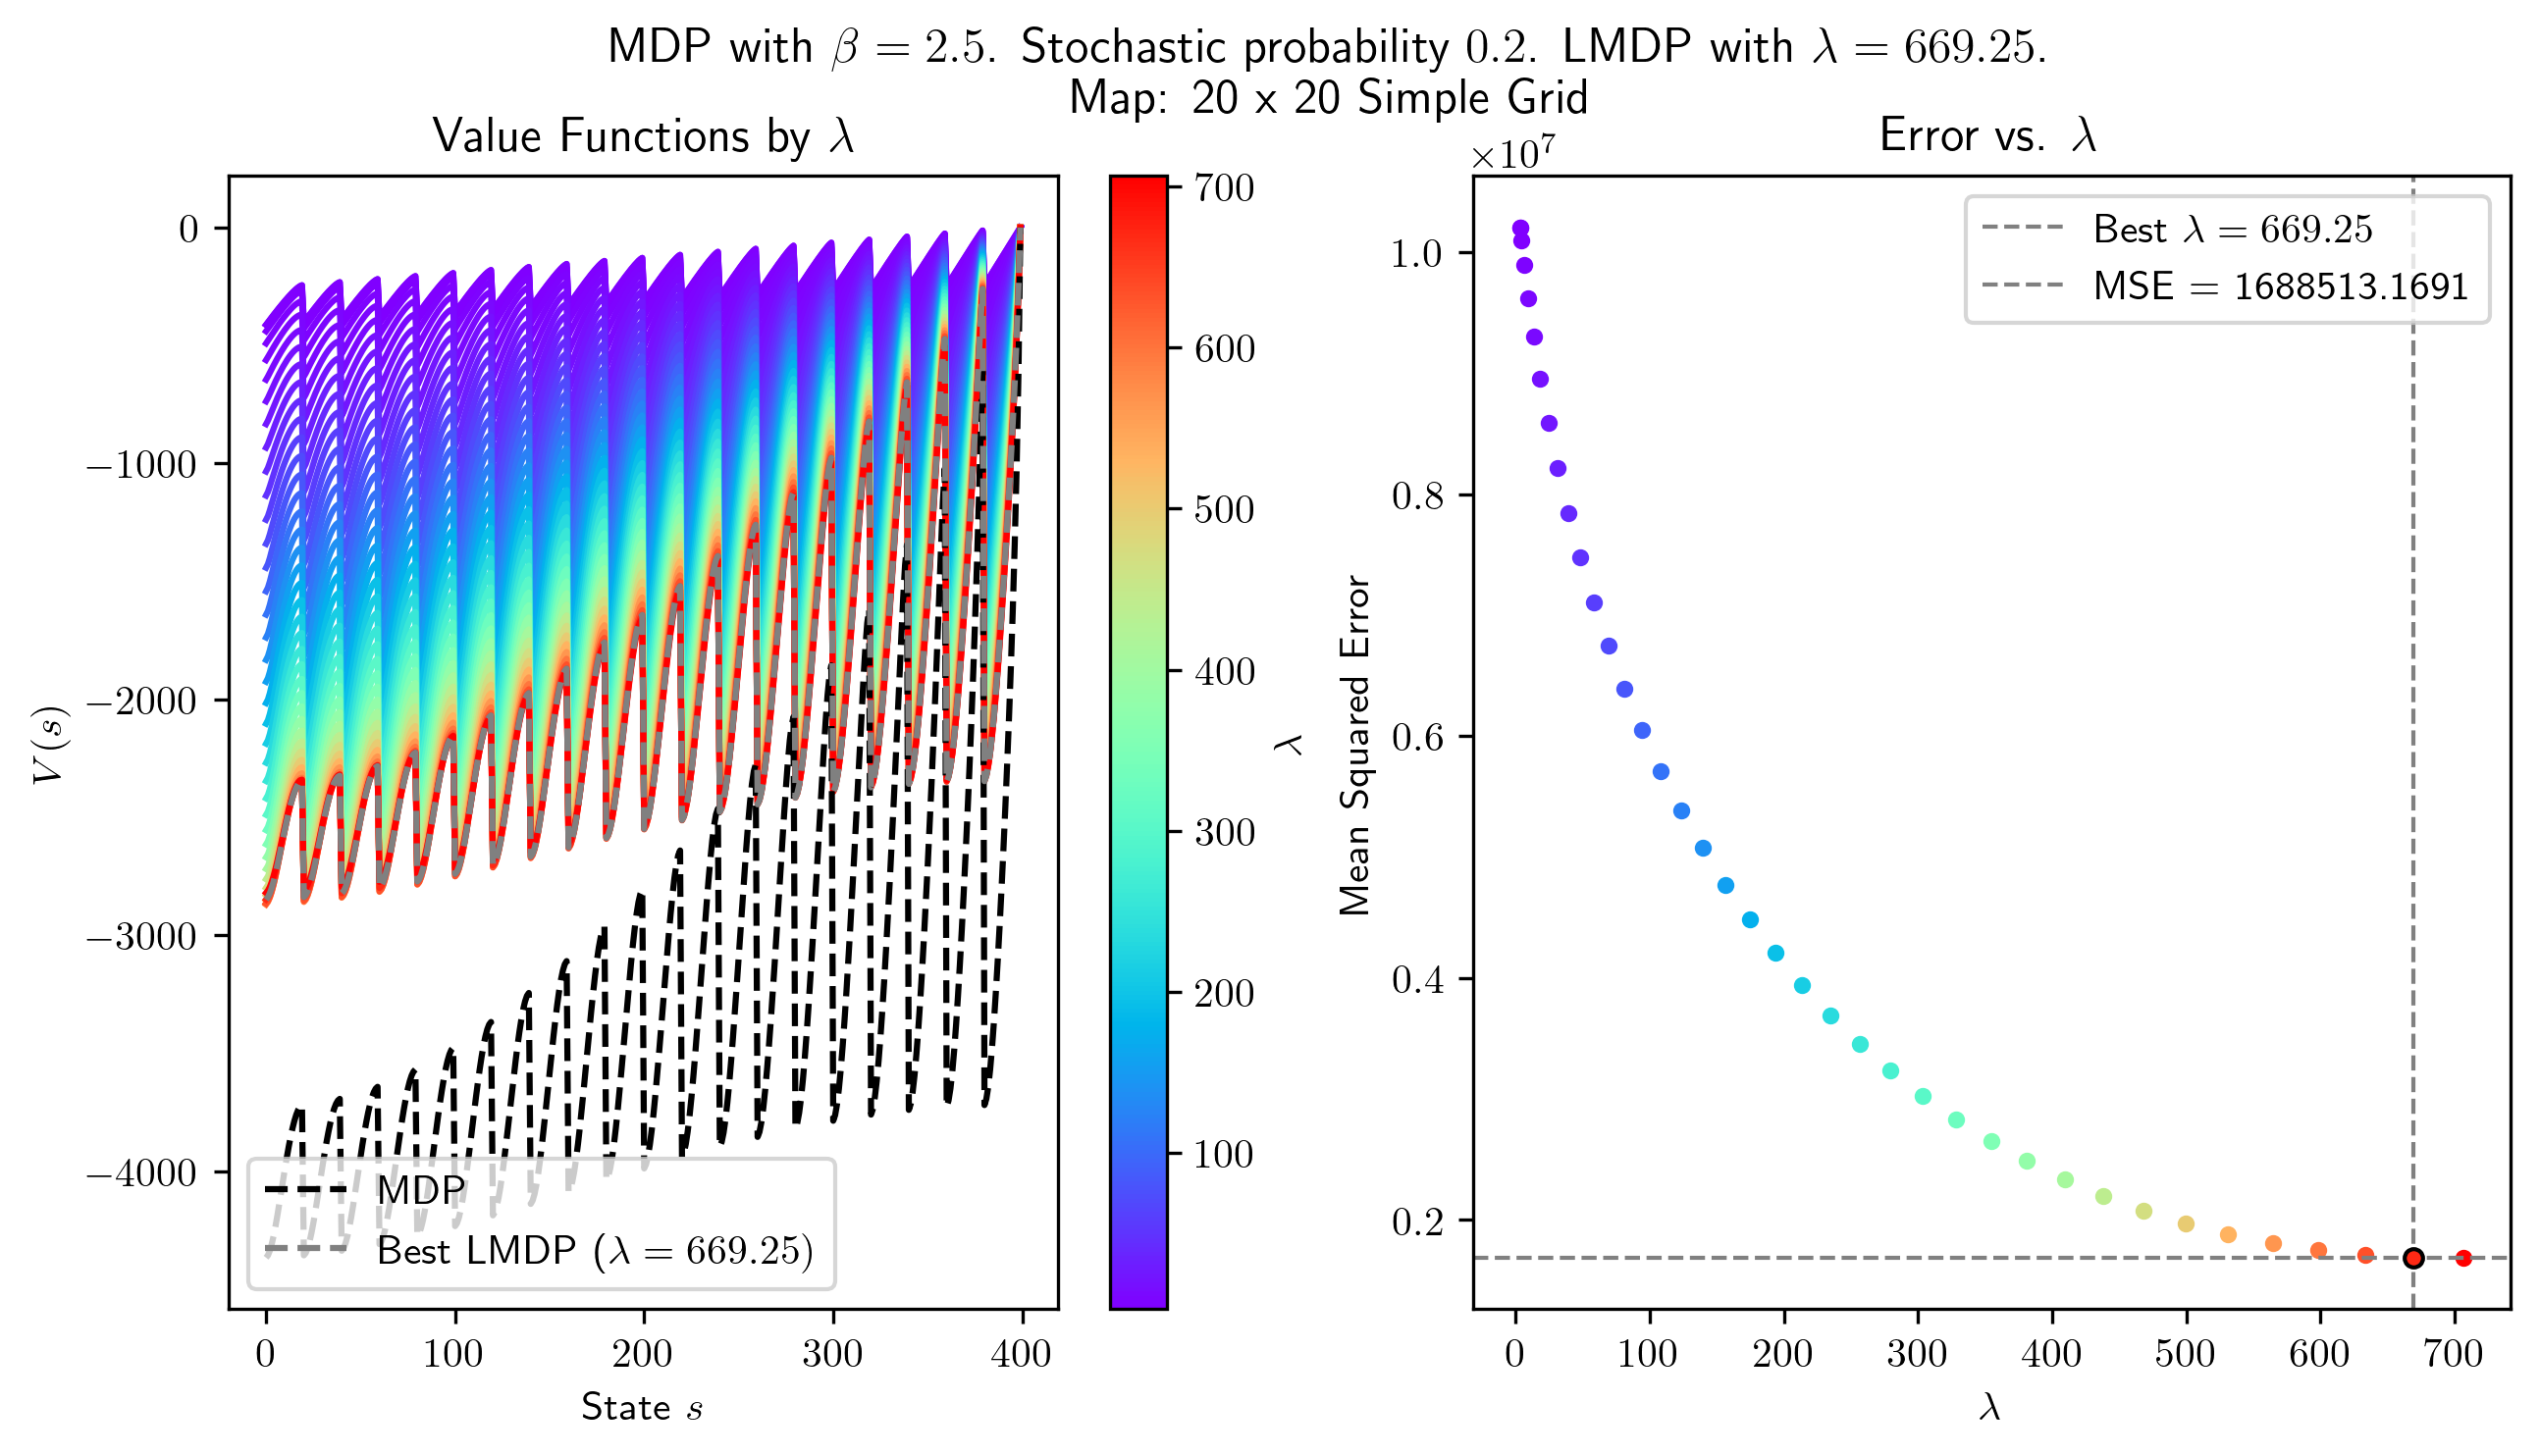 MDP with β = 2.5. Stochastic probability 0.2. LMDP with λ = 669.25.
Map: 20 x 20 Simple Grid
Value Functions by λ
0
−1000
−2000
−3000
−4000
V(s)
0 100 200 300 400
State s
MDP
Best LMDP (λ = 669.25)
700
600
500
400
300
200
100
λ
Error vs. λ
×10⁷
1.0
0.8
0.6
0.4
0.2
Mean Squared Error
0 100 200 300 400 500 600 700
λ
Best λ = 669.25
MSE = 1688513.1691